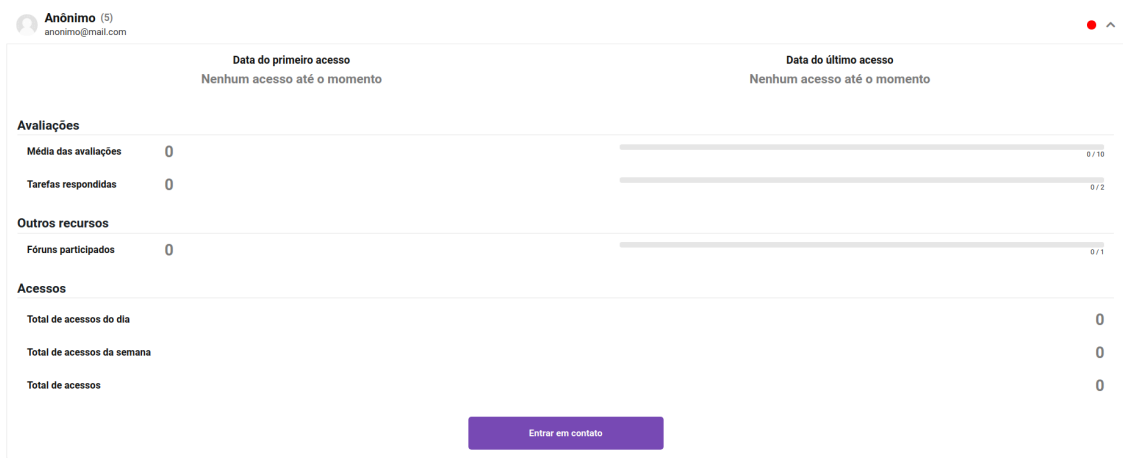 Anônimo (5)
anonimo@mail.com
Data do primeiro acesso
Nenhum acesso até o momento
Data do último acesso
Nenhum acesso até o momento
Avaliações
Média das avaliações 0 0 / 10
Tarefas respondidas 0 0 / 2
Outros recursos
Fóruns participados 0 0 / 1
Acessos
Total de acessos do dia 0
Total de acessos da semana 0
Total de acessos 0
Entrar em contato